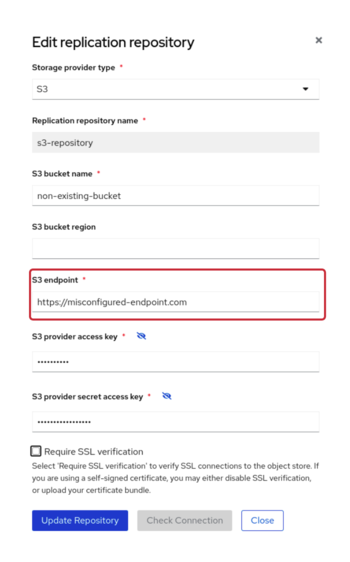 Edit replication repository
Storage provider type *
S3
Replication repository name *
s3-repository
S3 bucket name *
non-existing-bucket
S3 bucket region
S3 endpoint *
https://misconfigured-endpoint.com
S3 provider access key *
••••••••••
S3 provider secret access key *
•••••••••••••••••
Require SSL verification
Select 'Require SSL verification' to verify SSL connections to the object store. If
you are using a self-signed certificate, you may either disable SSL verification,
or upload your certificate bundle.
Update Repository Check Connection Close